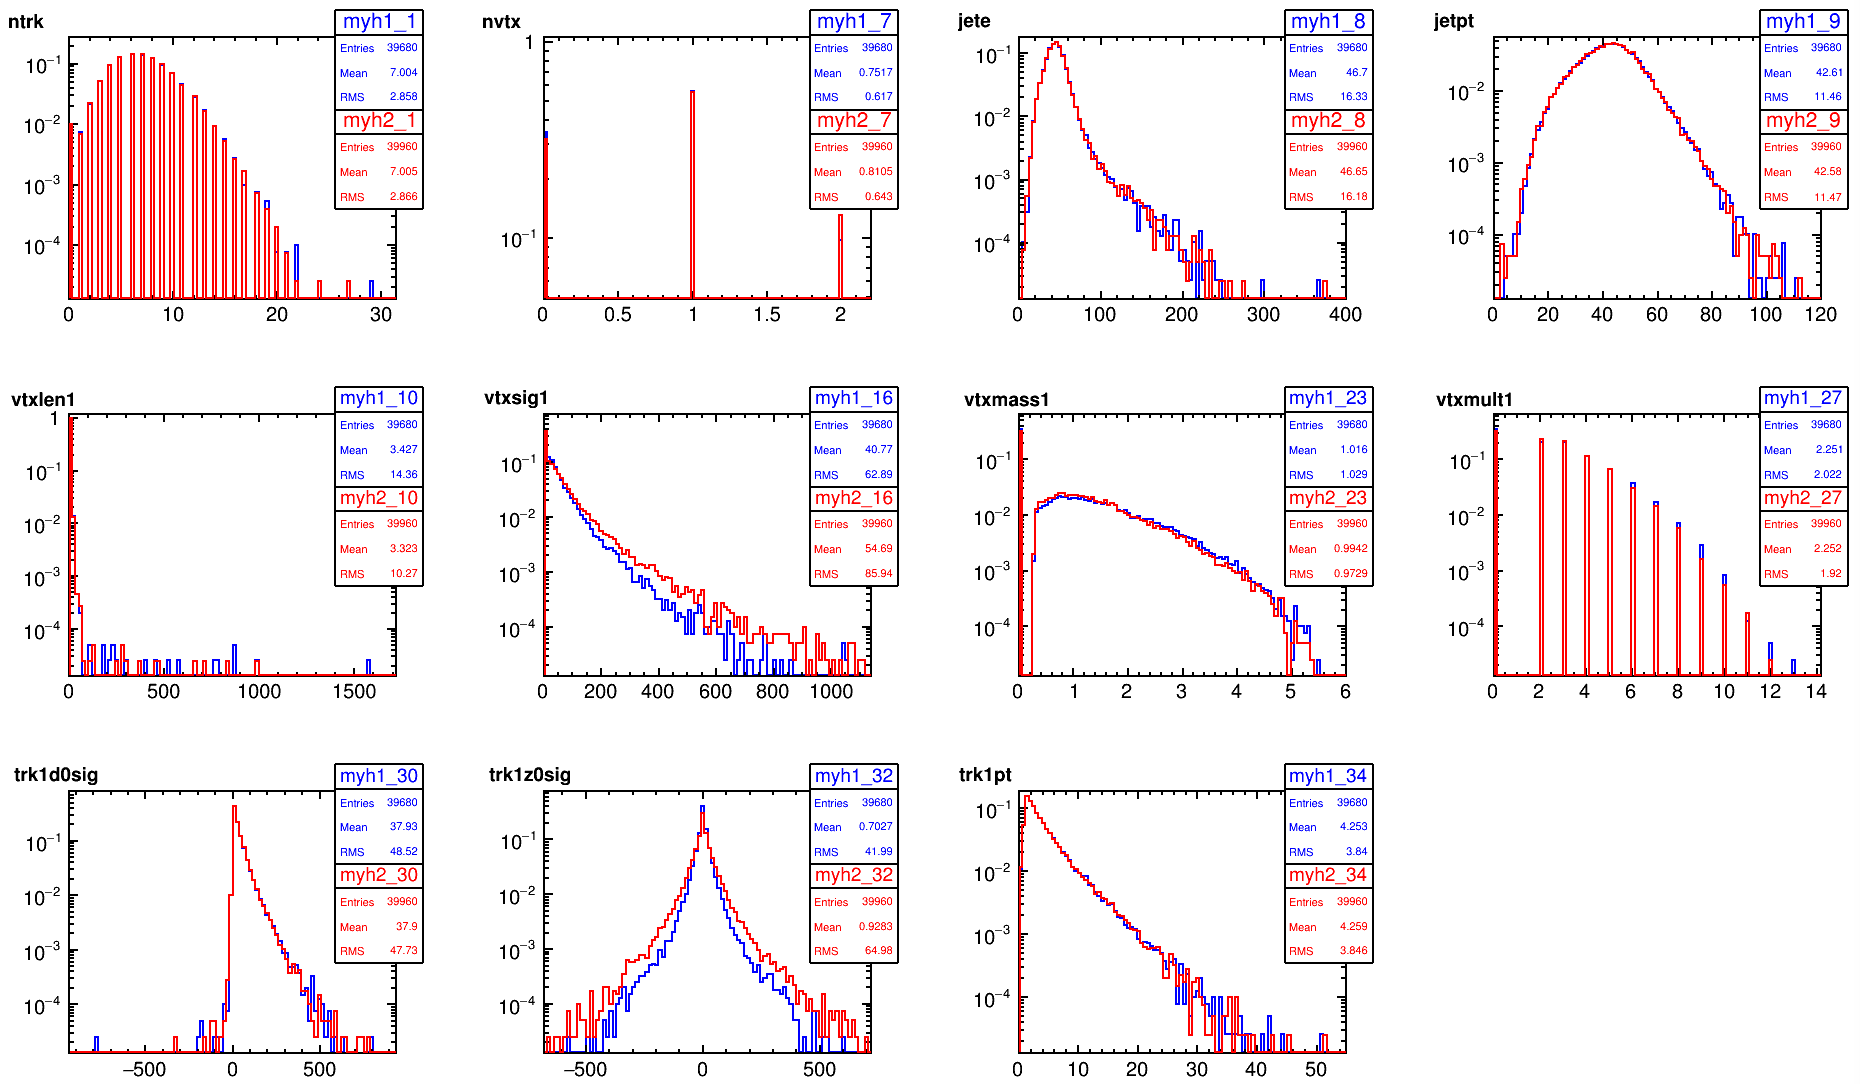 ntrk
myh1_1
Entries 39680
Mean 7.004
RMS 2.858
myh2_1
Entries 39960
Mean 7.005
RMS 2.866
10⁻¹
10⁻²
10⁻³
10⁻⁴
0 10 20 30
nvtx
myh1_7
Entries 39680
Mean 0.7517
RMS 0.617
myh2_7
Entries 39960
Mean 0.8105
RMS 0.643
1
10⁻¹
0 0.5 1 1.5 2
jete
myh1_8
Entries 39680
Mean 46.7
RMS 16.33
myh2_8
Entries 39960
Mean 46.65
RMS 16.18
10⁻¹
10⁻²
10⁻³
10⁻⁴
0 100 200 300 400
jetpt
myh1_9
Entries 39680
Mean 42.61
RMS 11.46
myh2_9
Entries 39960
Mean 42.58
RMS 11.47
10⁻²
10⁻³
10⁻⁴
0 20 40 60 80 100 120
vtxlen1
myh1_10
Entries 39680
Mean 3.427
RMS 14.36
myh2_10
Entries 39960
Mean 3.323
RMS 10.27
1
10⁻¹
10⁻²
10⁻³
10⁻⁴
0 500 1000 1500
vtxsig1
myh1_16
Entries 39680
Mean 40.77
RMS 62.89
myh2_16
Entries 39960
Mean 54.69
RMS 85.94
10⁻¹
10⁻²
10⁻³
10⁻⁴
0 200 400 600 800 1000
vtxmass1
myh1_23
Entries 39680
Mean 1.016
RMS 1.029
myh2_23
Entries 39960
Mean 0.9942
RMS 0.9729
10⁻¹
10⁻²
10⁻³
10⁻⁴
0 1 2 3 4 5 6
vtxmult1
myh1_27
Entries 39680
Mean 2.251
RMS 2.022
myh2_27
Entries 39960
Mean 2.252
RMS 1.92
10⁻¹
10⁻²
10⁻³
10⁻⁴
0 2 4 6 8 10 12 14
trk1d0sig
myh1_30
Entries 39680
Mean 37.93
RMS 48.52
myh2_30
Entries 39960
Mean 37.9
RMS 47.73
10⁻¹
10⁻²
10⁻³
10⁻⁴
−500 0 500
trk1z0sig
myh1_32
Entries 39680
Mean 0.7027
RMS 41.99
myh2_32
Entries 39960
Mean 0.9283
RMS 64.98
10⁻¹
10⁻²
10⁻³
10⁻⁴
−500 0 500
trk1pt
myh1_34
Entries 39680
Mean 4.253
RMS 3.84
myh2_34
Entries 39960
Mean 4.259
RMS 3.846
10⁻¹
10⁻²
10⁻³
10⁻⁴
0 10 20 30 40 50